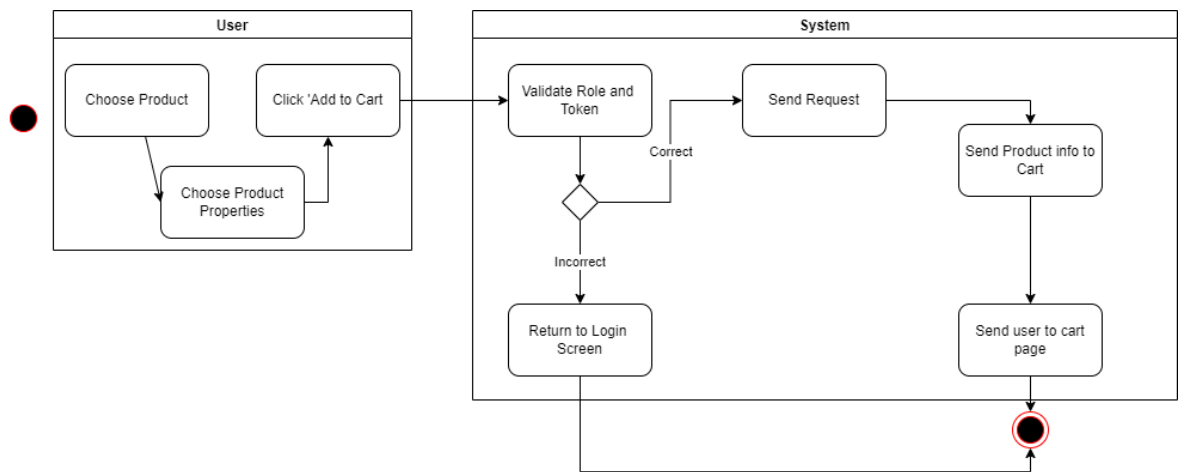 User
System
Choose Product
Click 'Add to Cart
Validate Role and
Token
Send Request
Correct
Send Product info to
Cart
Choose Product
Properties
Incorrect
Return to Login
Screen
Send user to cart
page